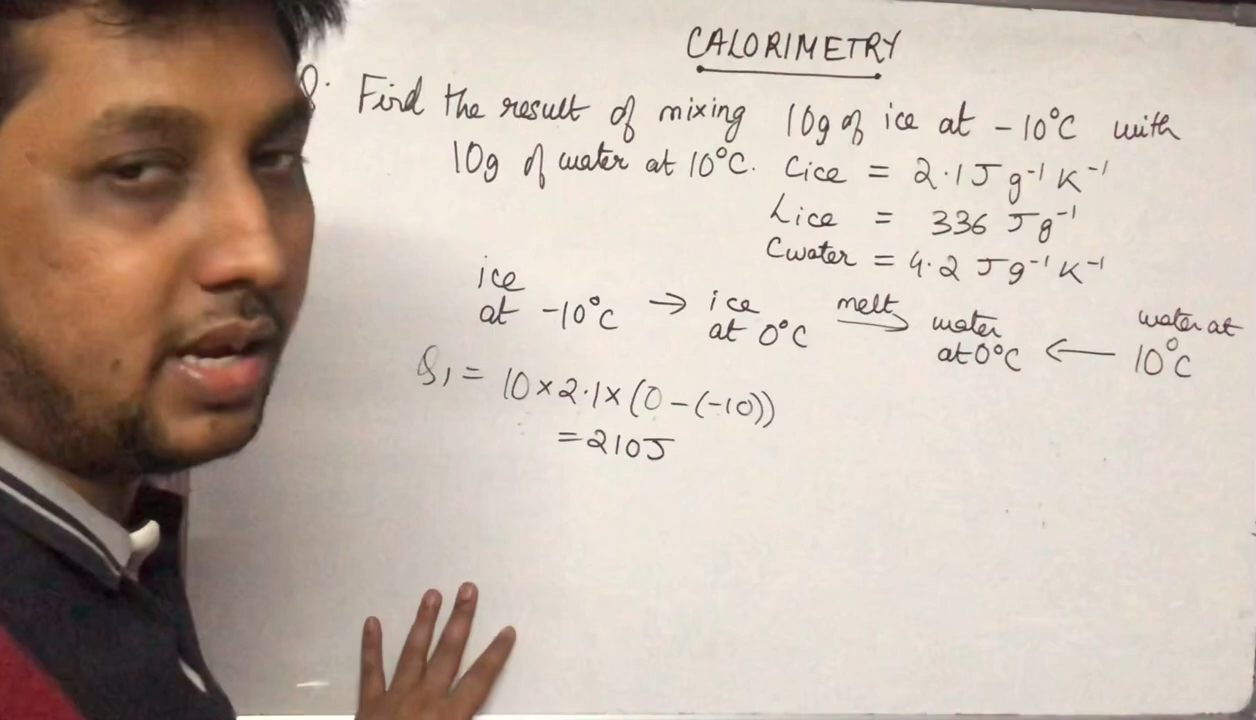 CALORIMETRY
Q. Find the result of mixing 10g of ice at -10°C with
10g of water at 10°C. Cice = 2.1 J g⁻¹ K⁻¹
Lice = 336 J g⁻¹
Cwater = 4.2 J g⁻¹ K⁻¹
ice at -10°C → ice at 0°C melt → water at 0°C ← water at 10°C
Q₁ = 10 × 2.1 × (0 - (-10))
= 210J